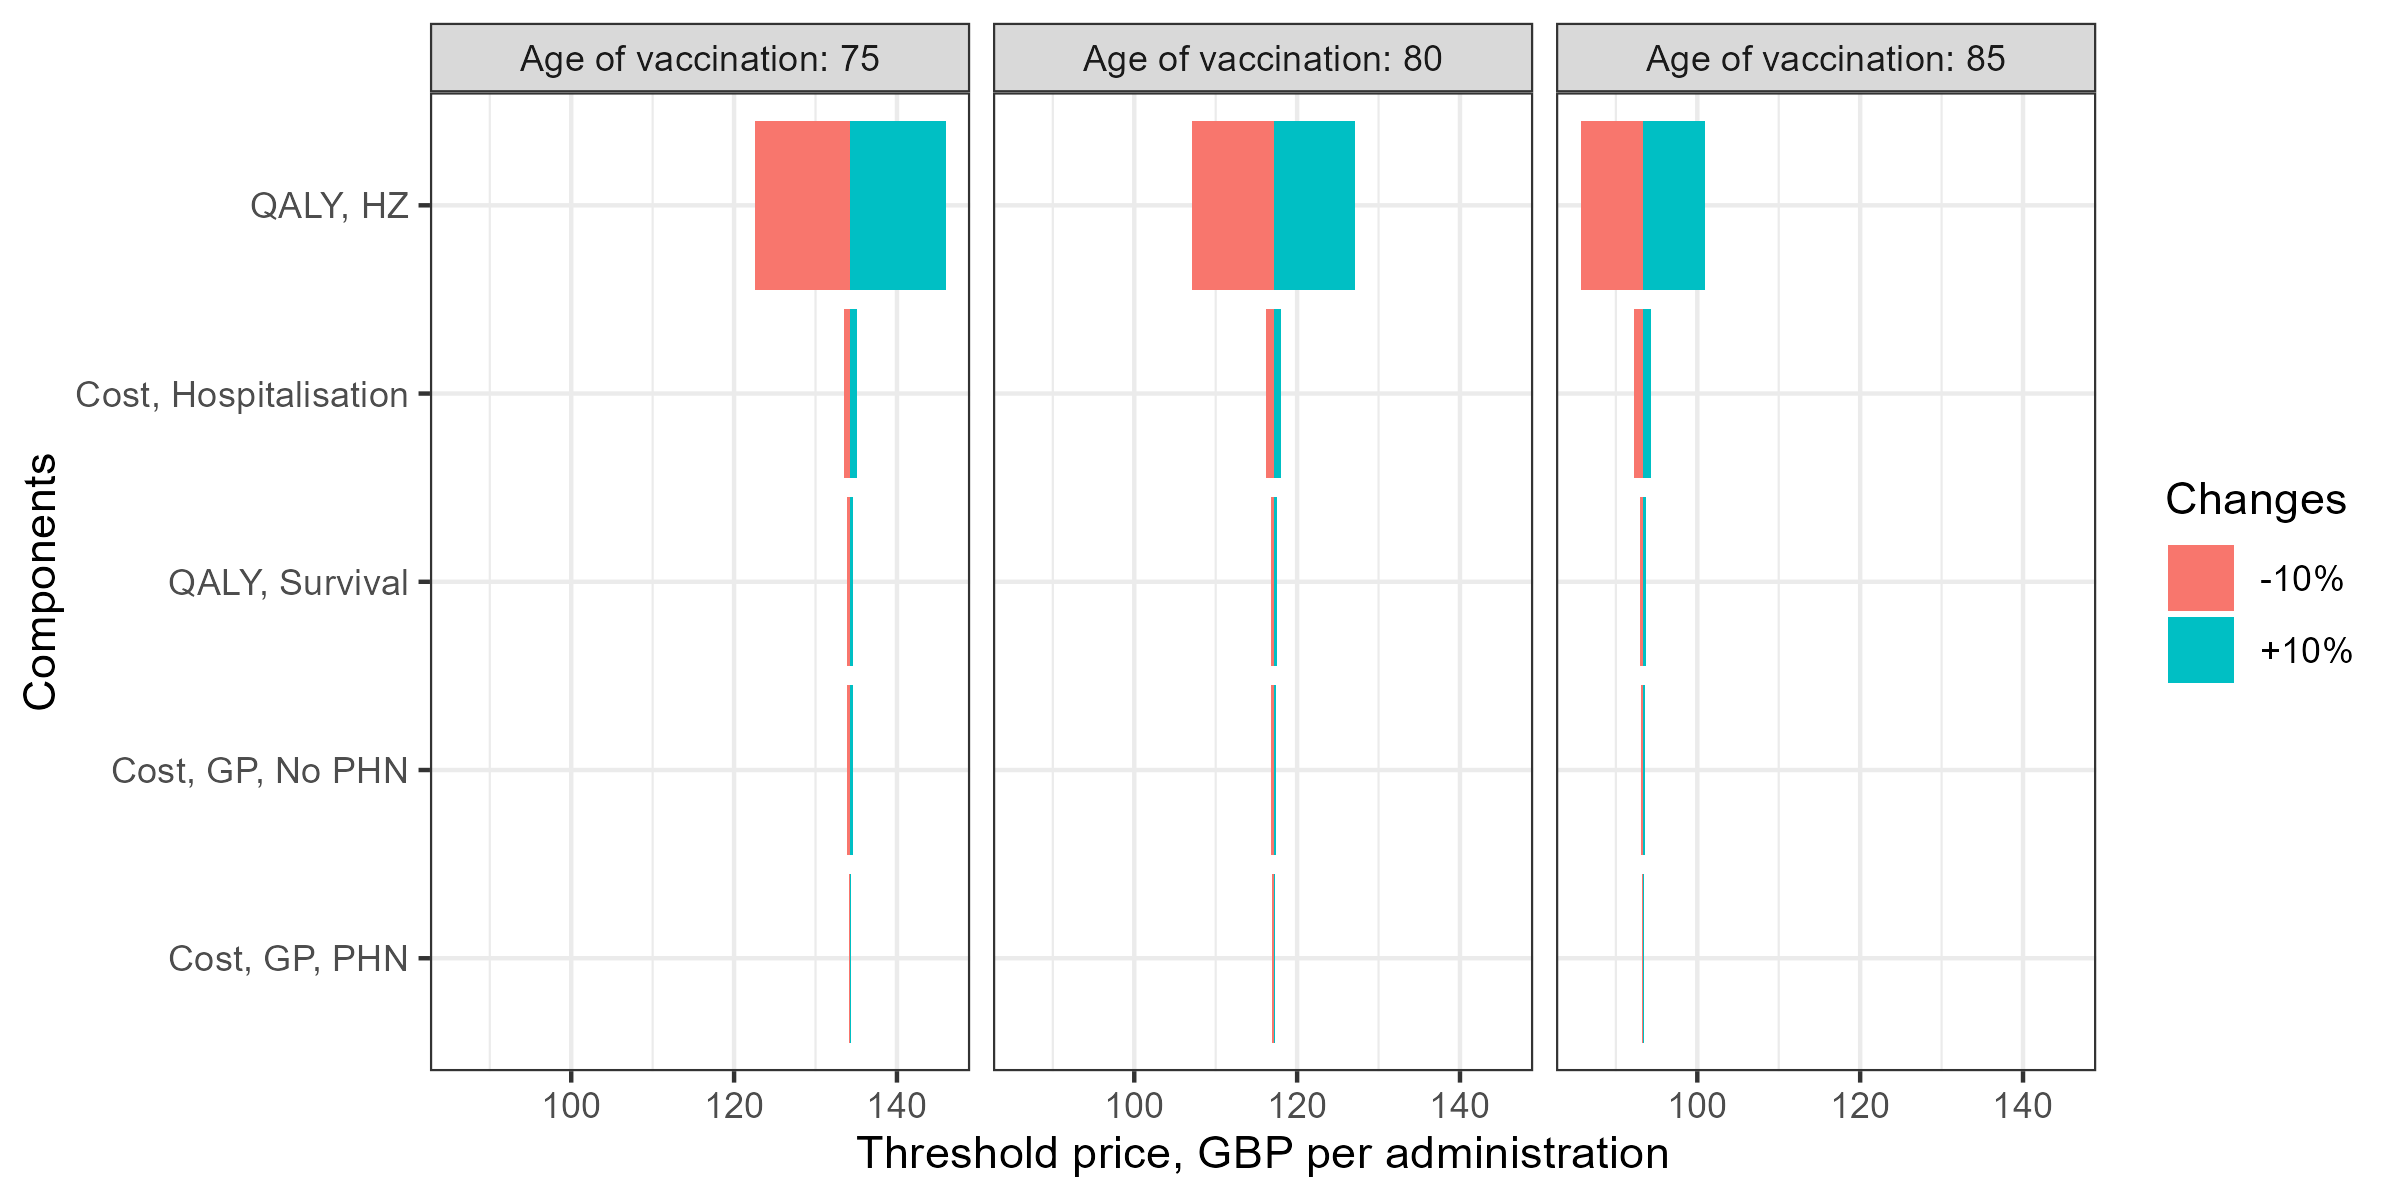 Age of vaccination: 75
Age of vaccination: 80
Age of vaccination: 85
Components
QALY, HZ
Cost, Hospitalisation
QALY, Survival
Cost, GP, No PHN
Cost, GP, PHN
100 120 140
100 120 140
100 120 140
Threshold price, GBP per administration
Changes
-10%
+10%